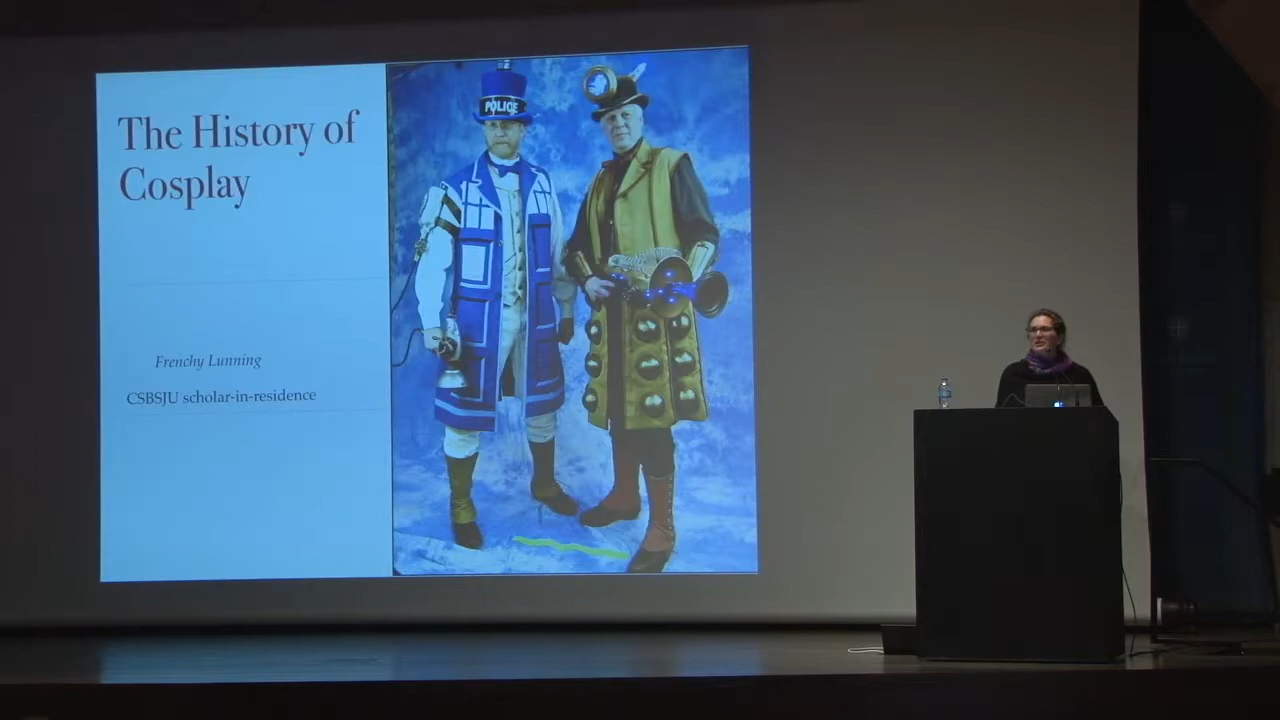 The History of
Cosplay
Frenchy Lunning
CSBSJU scholar-in-residence
POLICE